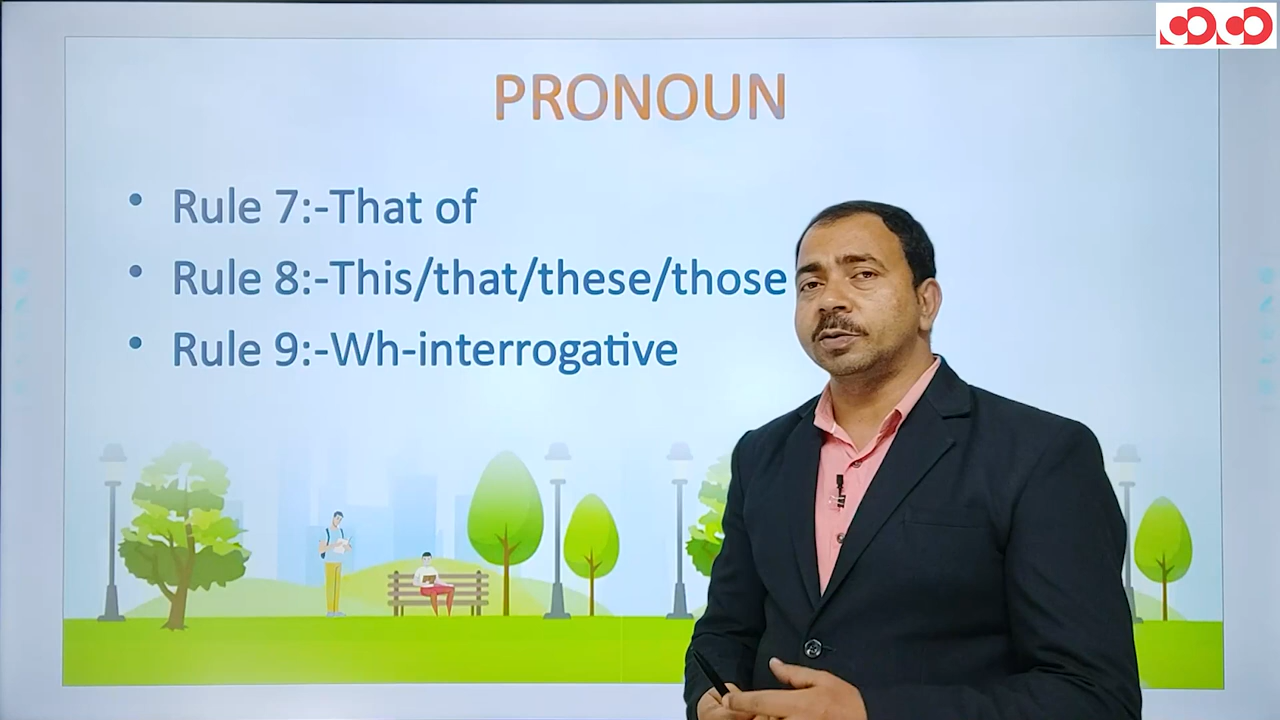 PRONOUN
• Rule 7:-That of
• Rule 8:-This/that/these/those
• Rule 9:-Wh-interrogative